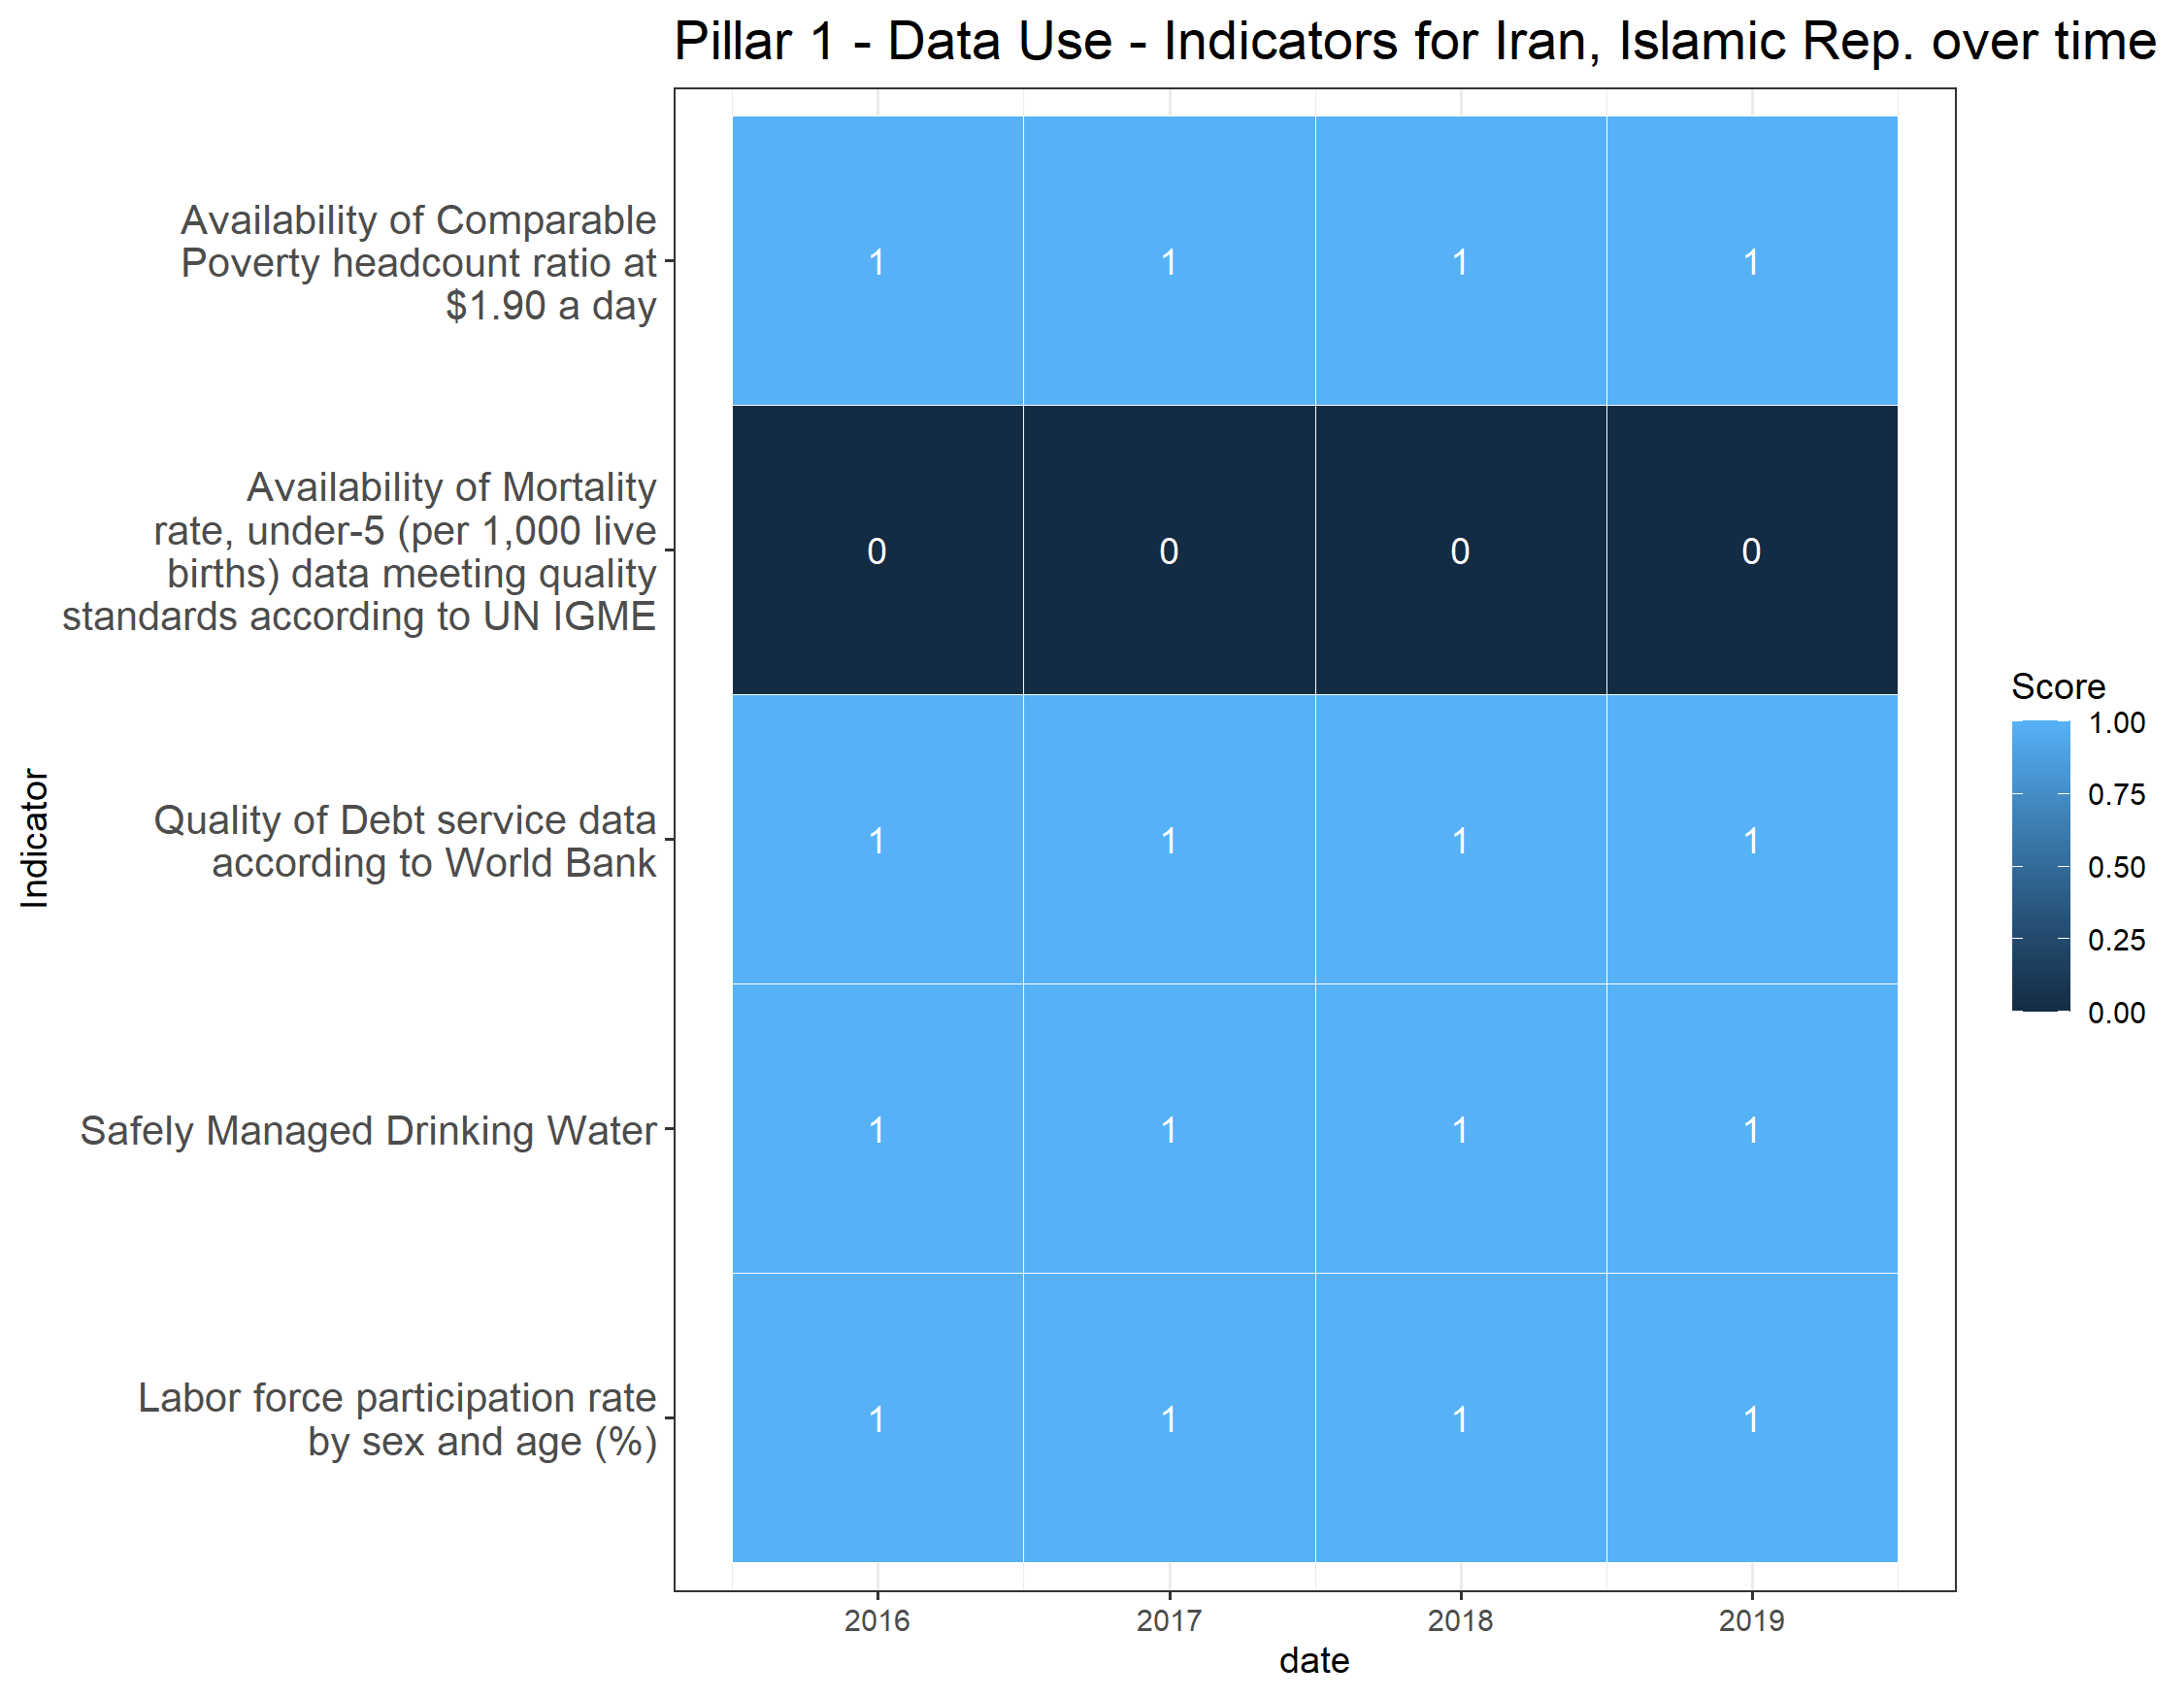 Pillar 1 - Data Use - Indicators for Iran, Islamic Rep. over time
Indicator
Availability of Comparable
Poverty headcount ratio at
$1.90 a day
1 1 1 1
Availability of Mortality
rate, under-5 (per 1,000 live
births) data meeting quality
standards according to UN IGME
0 0 0 0
Quality of Debt service data
according to World Bank
1 1 1 1
Safely Managed Drinking Water
1 1 1 1
Labor force participation rate
by sex and age (%)
1 1 1 1
2016 2017 2018 2019
date
Score
1.00
0.75
0.50
0.25
0.00